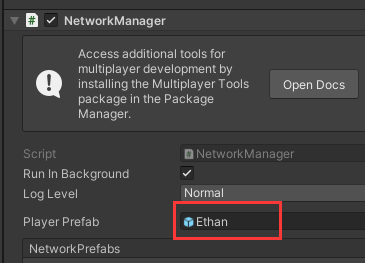 NetworkManager
Access additional tools for
multiplayer development by
installing the Multiplayer Tools
package in the Package
Manager.
Open Docs
Script NetworkManager
Run In Background
Log Level Normal
Player Prefab Ethan
NetworkPrefabs